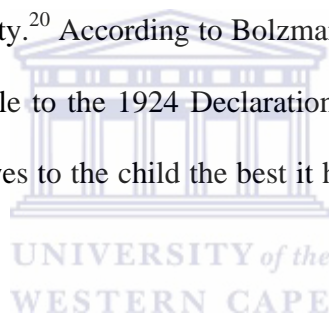 ty.20 According to Bolzma
le to the 1924 Declaration
ves to the child the best it h
UNIVERSITY of the
WESTERN CAPE